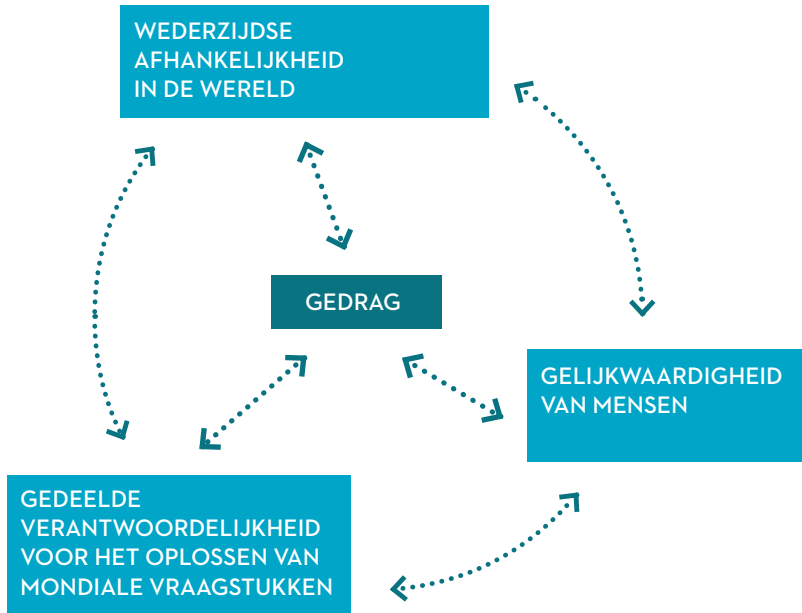 WEDERZIJDSE
AFHANKELIJKHEID
IN DE WERELD
GEDRAG
GELIJKWAARDIGHEID
VAN MENSEN
GEDEELDE
VERANTWOORDELIJKHEID
VOOR HET OPLOSSEN VAN
MONDIALE VRAAGSTUKKEN